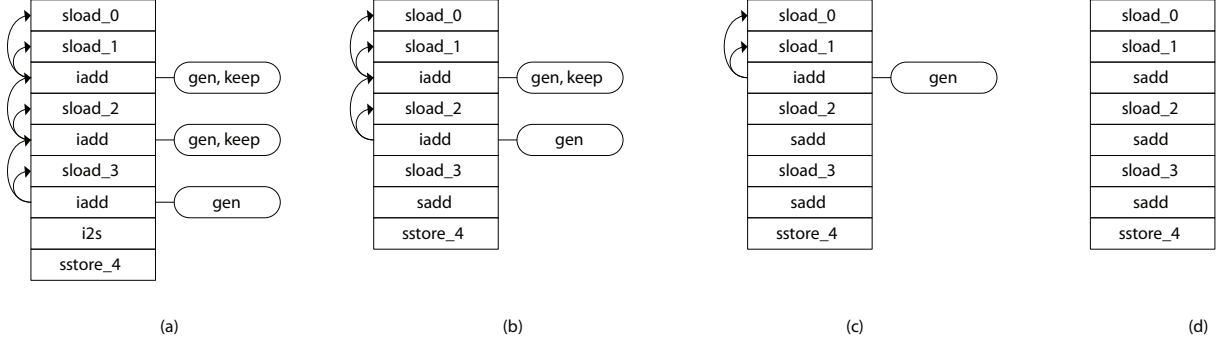 sload_0
sload_1
iadd
gen, keep
sload_2
iadd
gen, keep
sload_3
iadd
gen
i2s
sstore_4
(a)
sload_0
sload_1
iadd
gen, keep
sload_2
iadd
gen
sload_3
sadd
sstore_4
(b)
sload_0
sload_1
iadd
gen
sload_2
sadd
sload_3
sadd
sstore_4
(c)
sload_0
sload_1
sadd
sload_2
sadd
sload_3
sadd
sstore_4
(d)